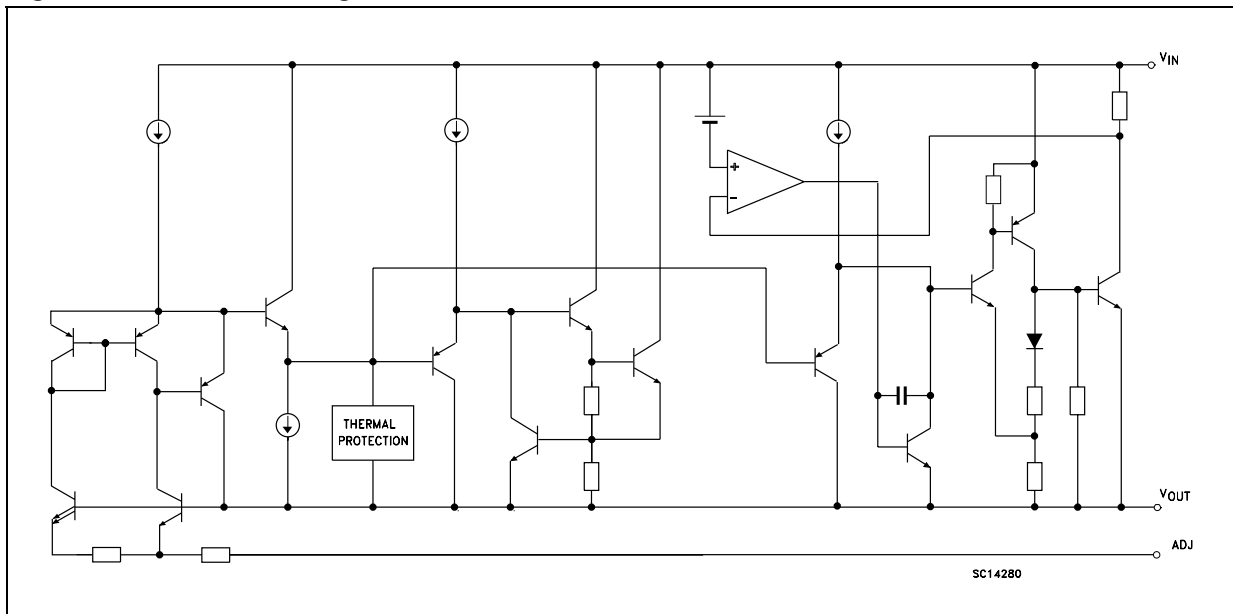 VIN
+
−
THERMAL
PROTECTION
VOUT
ADJ
SC14280